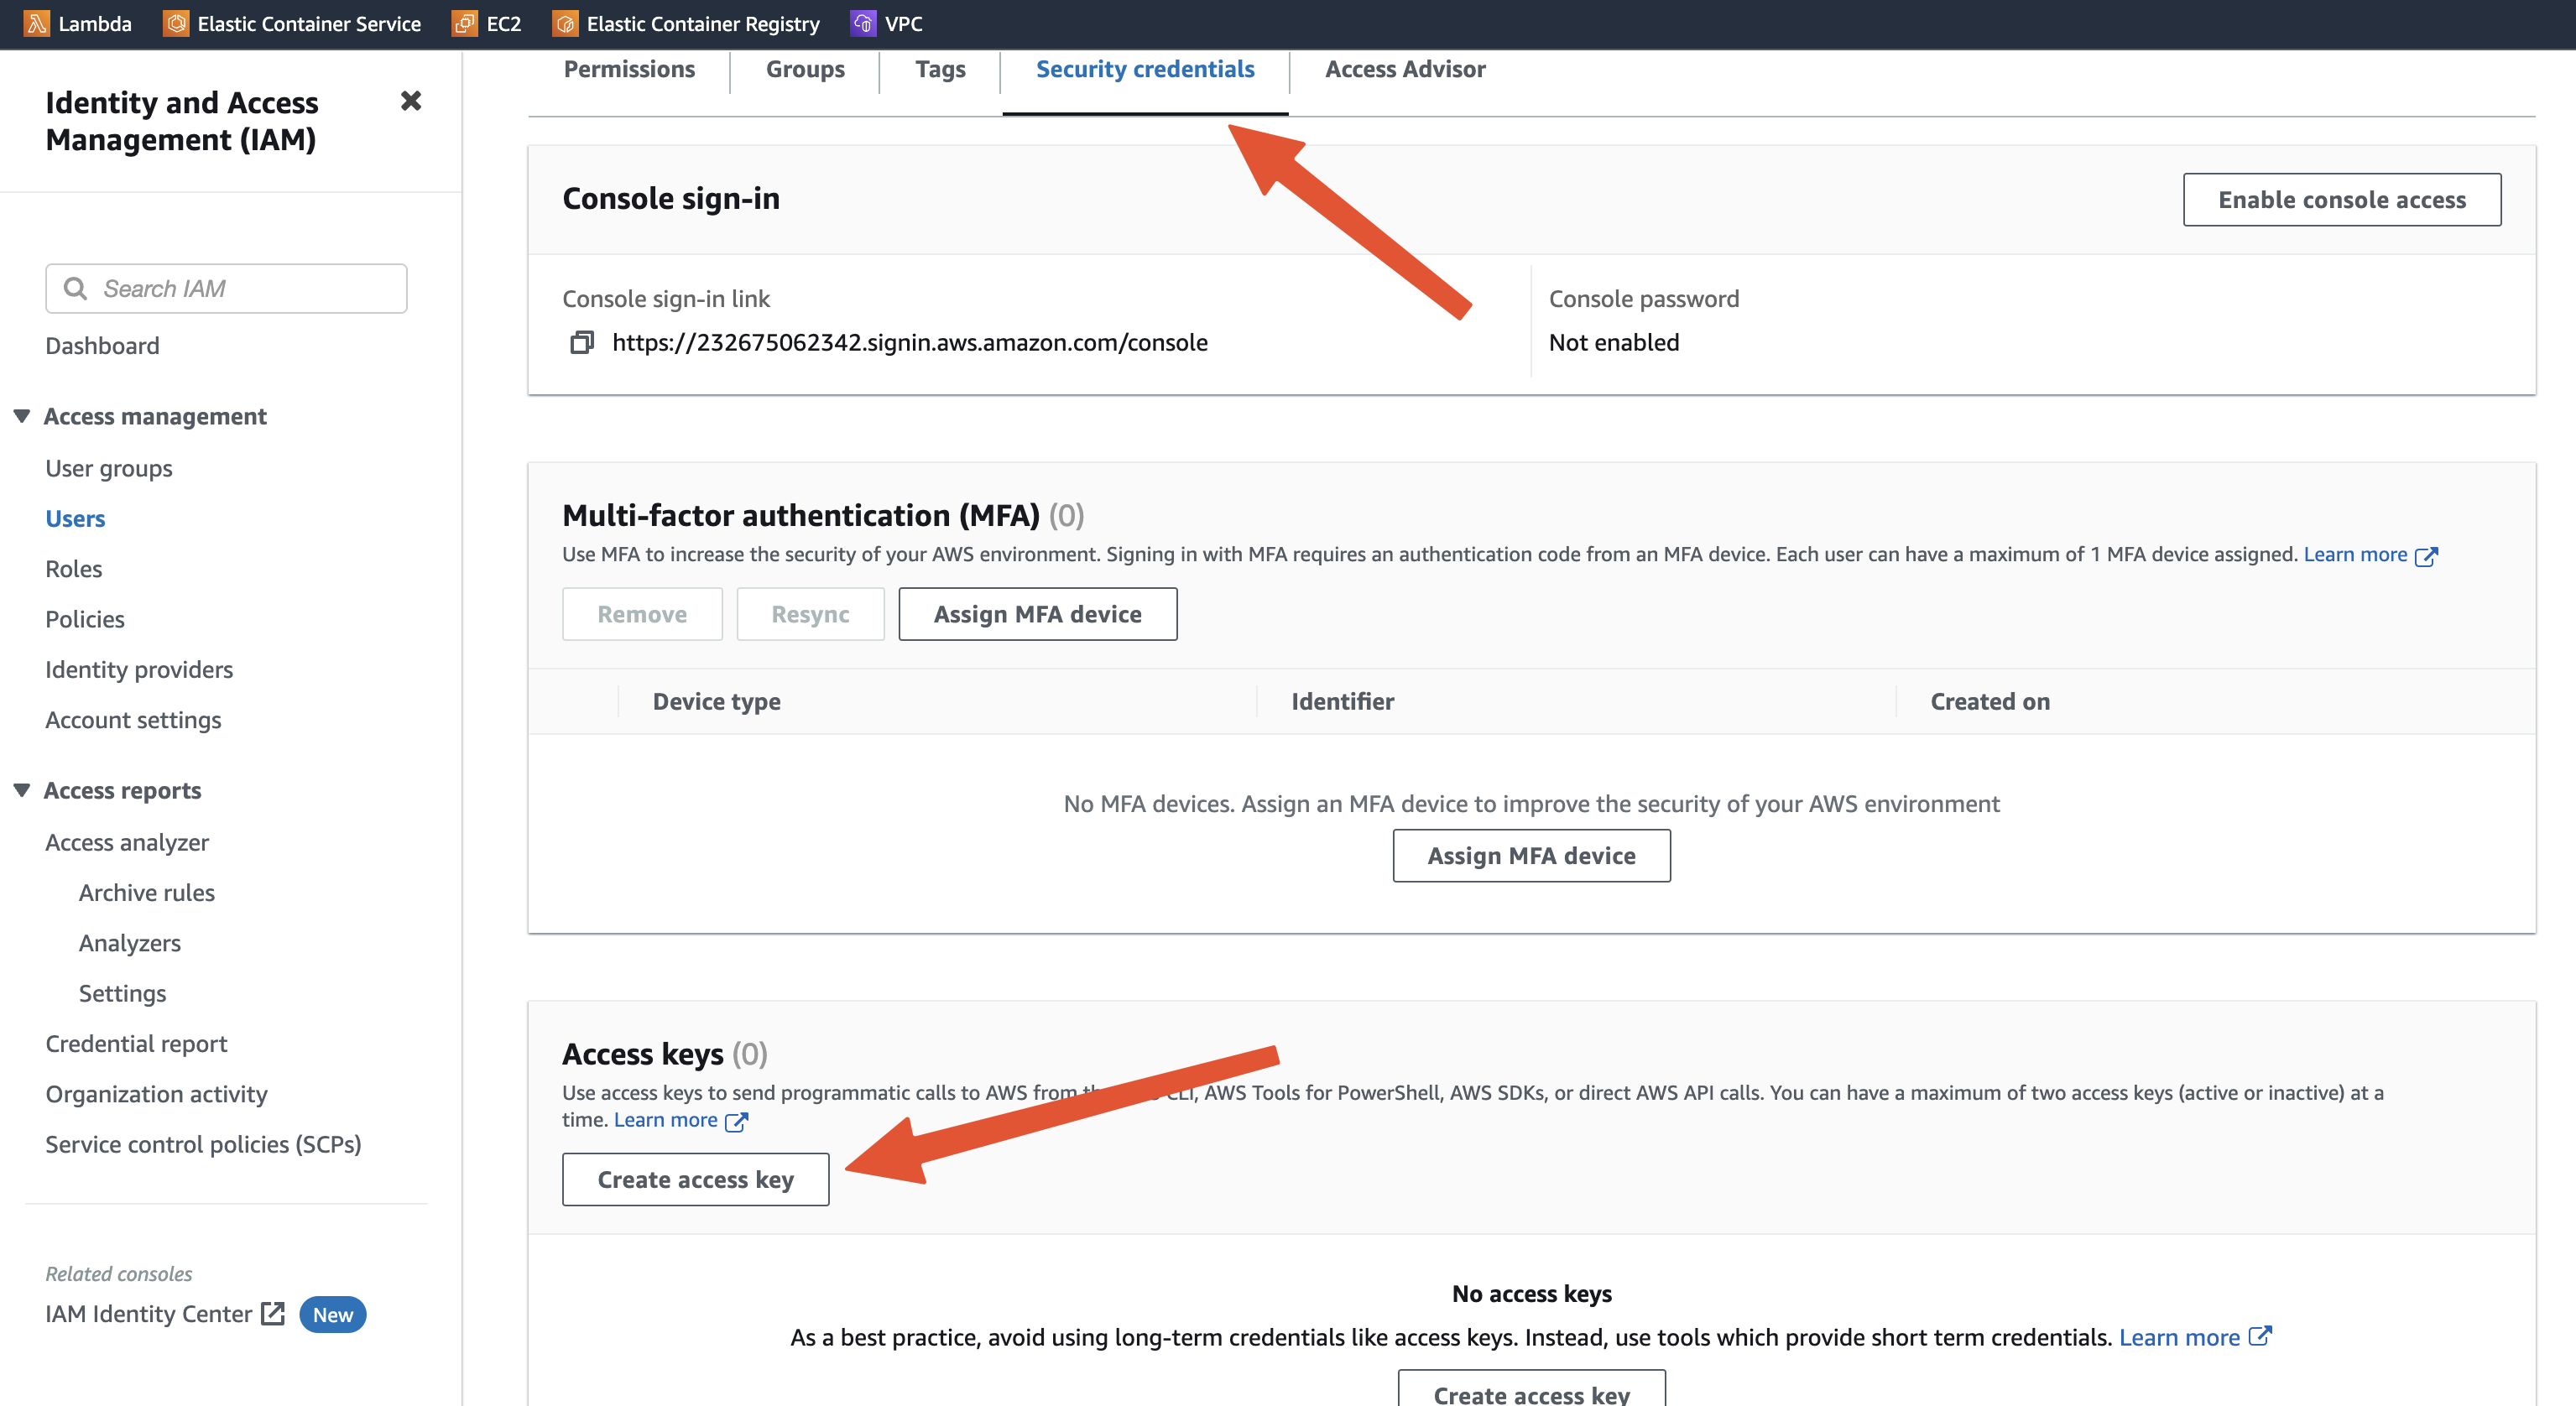 Lambda Elastic Container Service EC2 Elastic Container Registry VPC
Identity and Access
Management (IAM)
Search IAM
Dashboard
Access management
User groups
Users
Roles
Policies
Identity providers
Account settings
Access reports
Access analyzer
Archive rules
Analyzers
Settings
Credential report
Organization activity
Service control policies (SCPs)
Related consoles
IAM Identity Center New
Permissions Groups Tags Security credentials Access Advisor
Console sign-in
Enable console access
Console sign-in link
https://232675062342.signin.aws.amazon.com/console
Console password
Not enabled
Multi-factor authentication (MFA) (0)
Use MFA to increase the security of your AWS environment. Signing in with MFA requires an authentication code from an MFA device. Each user can have a maximum of 1 MFA device assigned. Learn more
Remove Resync Assign MFA device
Device type Identifier Created on
No MFA devices. Assign an MFA device to improve the security of your AWS environment
Assign MFA device
Access keys (0)
Use access keys to send programmatic calls to AWS from CLI, AWS Tools for PowerShell, AWS SDKs, or direct AWS API calls. You can have a maximum of two access keys (active or inactive) at a
time. Learn more
Create access key
No access keys
As a best practice, avoid using long-term credentials like access keys. Instead, use tools which provide short term credentials. Learn more
Create access key